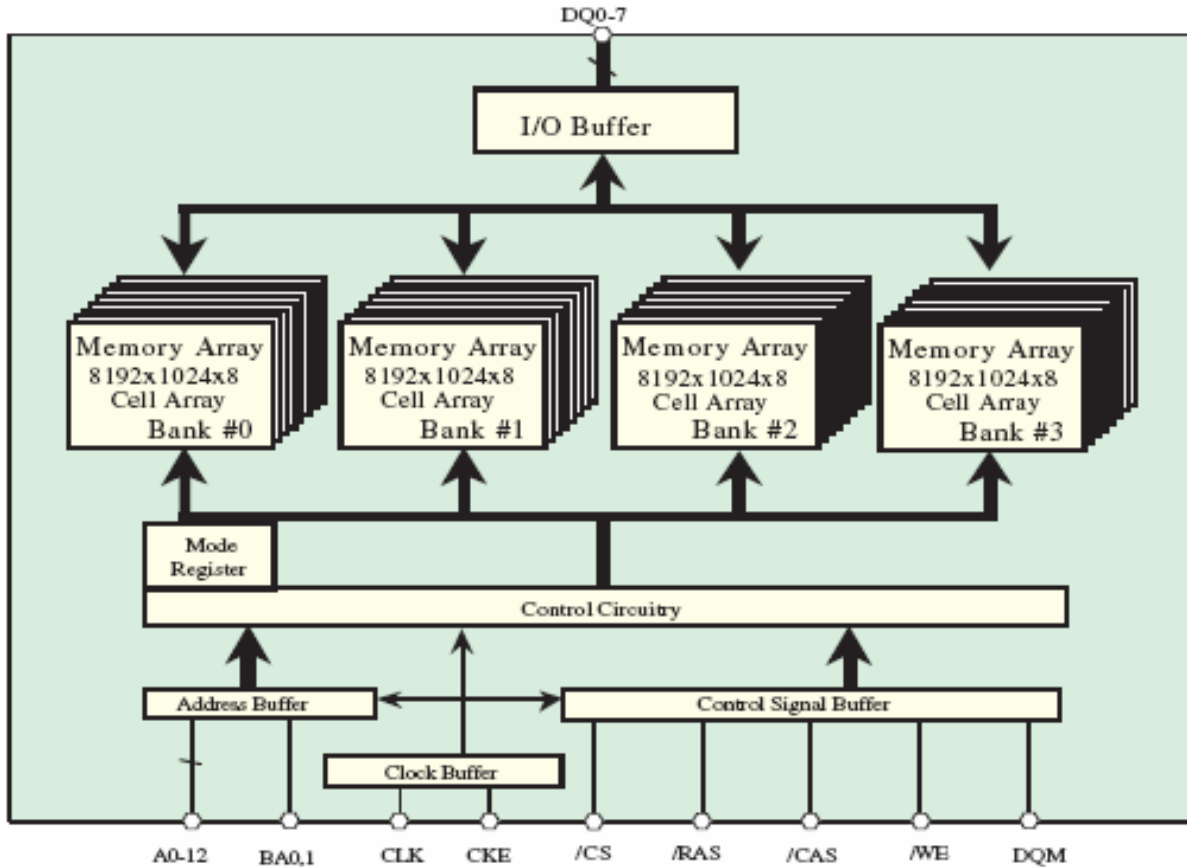 DQ0-7
I/O Buffer
Memory Array
8192x1024x8
Cell Array
Bank #0
Memory Array
8192x1024x8
Cell Array
Bank #1
Memory Array
8192x1024x8
Cell Array
Bank #2
Memory Array
8192x1024x8
Cell Array
Bank #3
Mode
Register
Control Circuitry
Address Buffer
Control Signal Buffer
Clock Buffer
A0-12
BA0,1
CLK
CKE
/CS
/RAS
/CAS
/WE
DQM